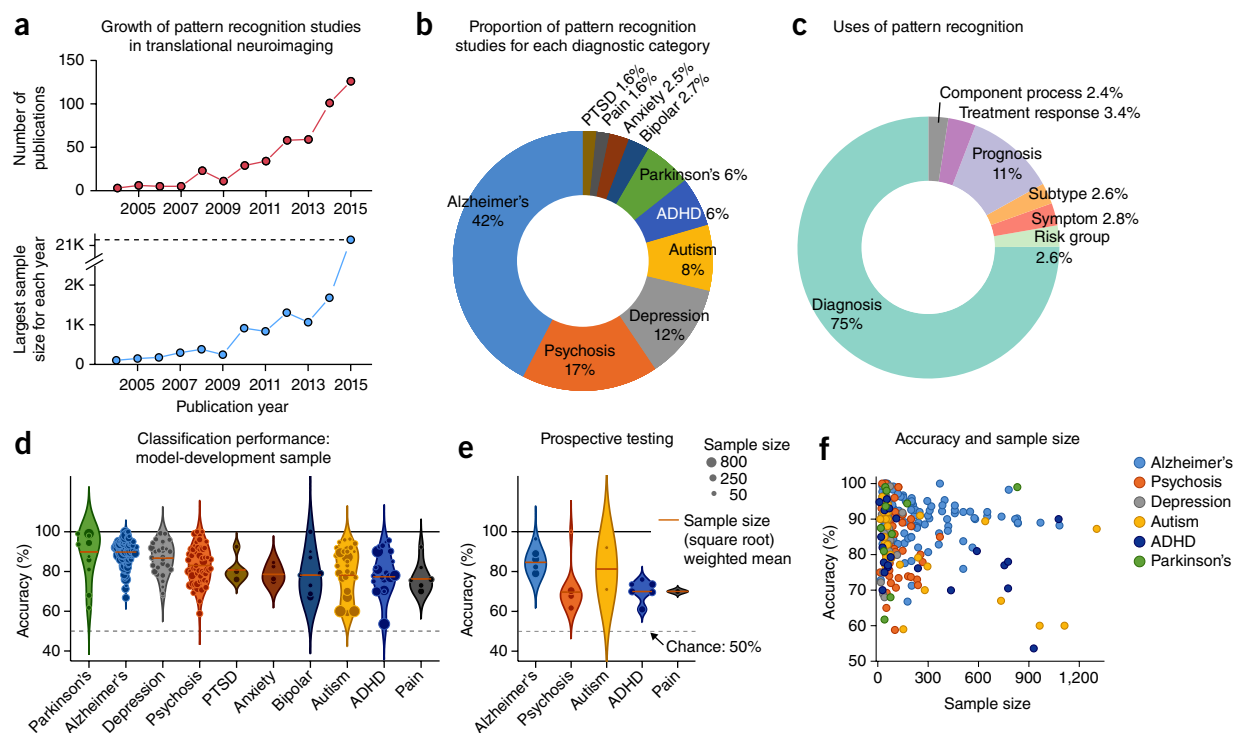 a
Growth of pattern recognition studies
in translational neuroimaging
Number of
publications
150
100
50
0
2005 2007 2009 2011 2013 2015
Largest sample
size for each year
21K
2K
1K
0
2005 2007 2009 2011 2013 2015
Publication year
b
Proportion of pattern recognition
studies for each diagnostic category
PTSD 1.6%
Pain 1.6%
Anxiety 2.5%
Bipolar 2.7%
Parkinson's 6%
ADHD 6%
Autism
8%
Depression
12%
Psychosis
17%
Alzheimer's
42%
c
Uses of pattern recognition
Component process 2.4%
Treatment response 3.4%
Prognosis
11%
Subtype 2.6%
Symptom 2.8%
Risk group
2.6%
Diagnosis
75%
d
Classification performance:
model-development sample
Accuracy (%)
100
80
60
40
Parkinson's
Alzheimer's
Depression
Psychosis
PTSD
Anxiety
Bipolar
Autism
ADHD
Pain
e
Prospective testing
Sample size
800
250
50
Sample size
(square root)
weighted mean
Accuracy (%)
100
80
60
40
Chance: 50%
Alzheimer's
Psychosis
Autism
ADHD
Pain
f
Accuracy and sample size
Accuracy (%)
100
90
80
70
60
50
0 300 600 900 1,200
Sample size
Alzheimer's
Psychosis
Depression
Autism
ADHD
Parkinson's